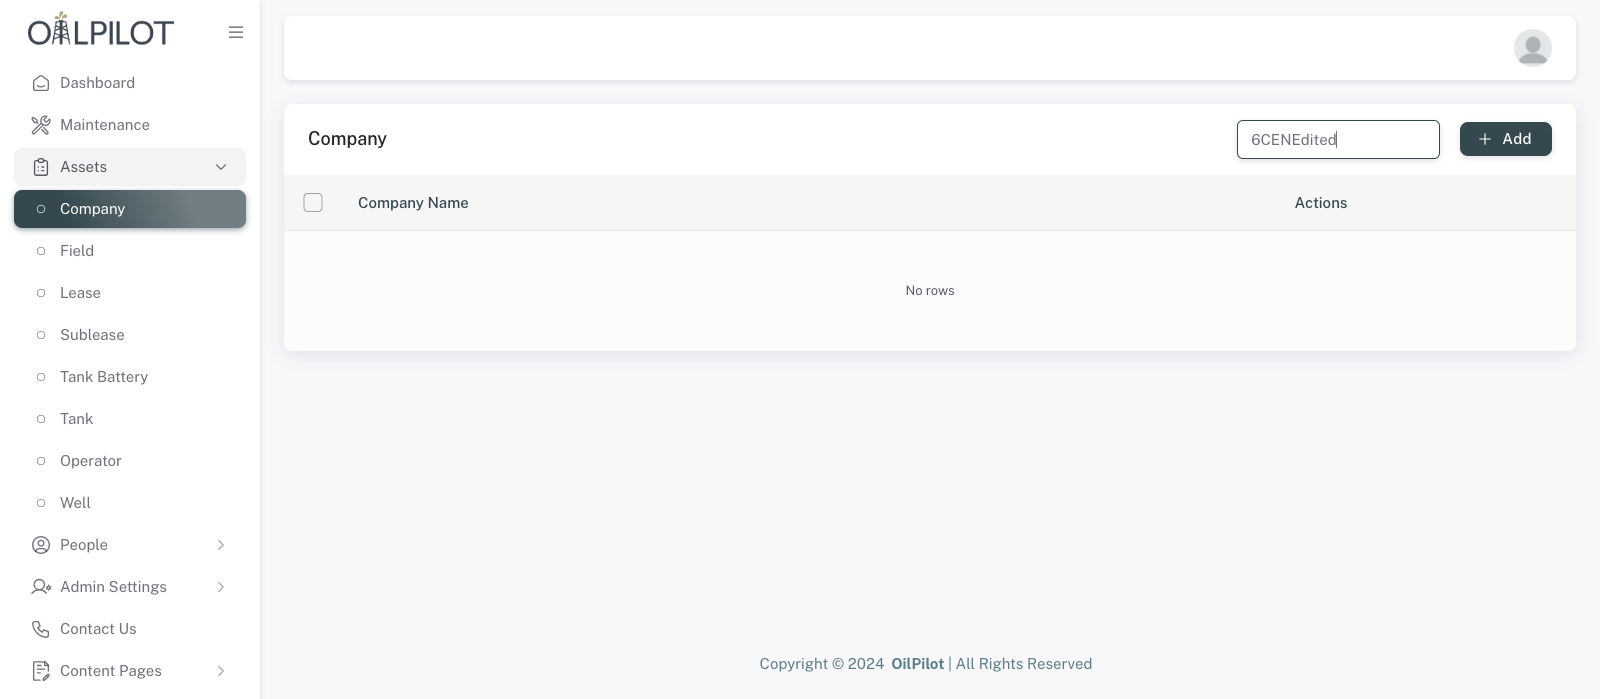 OILPILOT
Dashboard
Maintenance
Assets
Company
Field
Lease
Sublease
Tank Battery
Tank
Operator
Well
People
Admin Settings
Contact Us
Content Pages
Company
6CENEdited
Add
Company Name
Actions
No rows
Copyright © 2024 OilPilot | All Rights Reserved